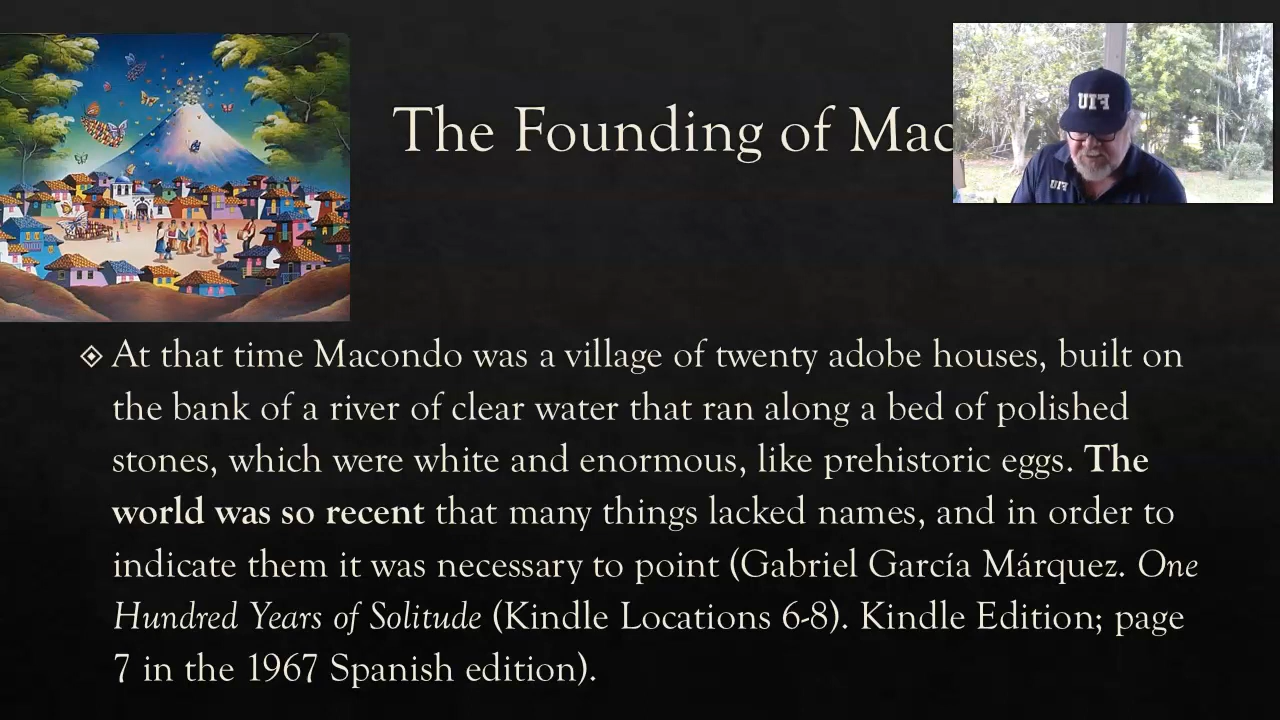 The Founding of Mac
FIU
FIU
At that time Macondo was a village of twenty adobe houses, built on
the bank of a river of clear water that ran along a bed of polished
stones, which were white and enormous, like prehistoric eggs. The
world was so recent that many things lacked names, and in order to
indicate them it was necessary to point (Gabriel García Márquez. One
Hundred Years of Solitude (Kindle Locations 6-8). Kindle Edition; page
7 in the 1967 Spanish edition).